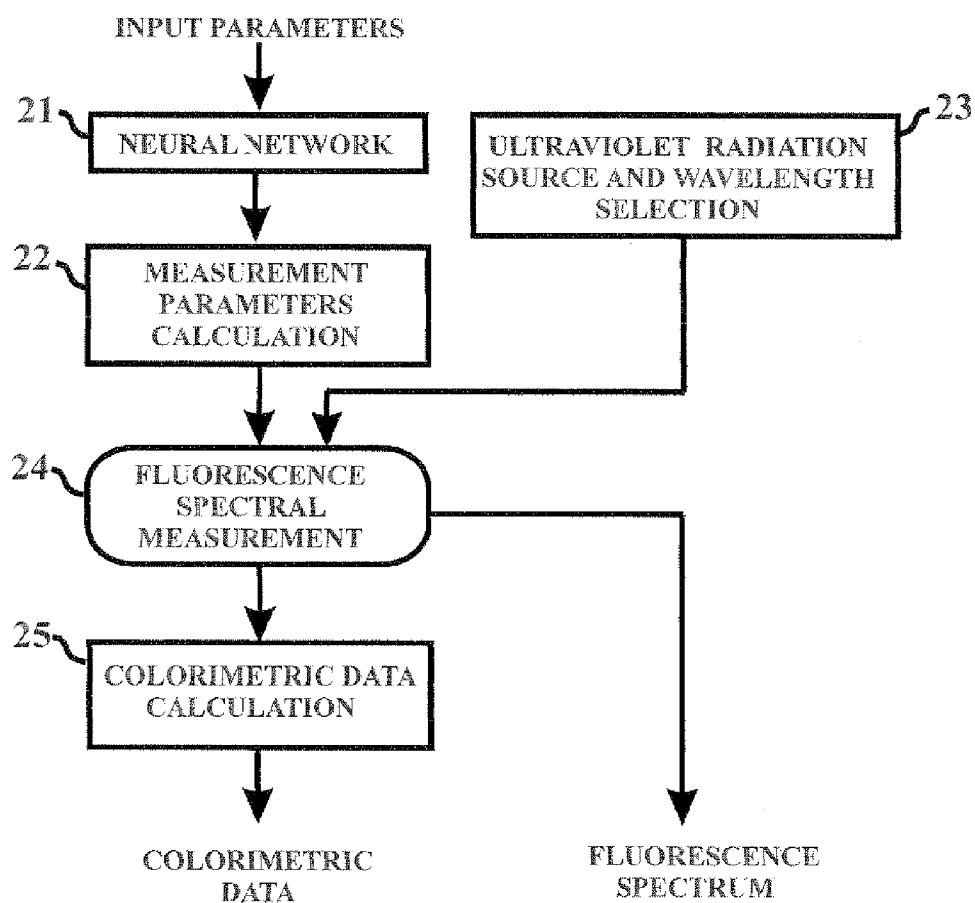 INPUT PARAMETERS
21
NEURAL NETWORK
23
ULTRAVIOLET RADIATION
SOURCE AND WAVELENGTH
SELECTION
22
MEASUREMENT
PARAMETERS
CALCULATION
24
FLUORESCENCE
SPECTRAL
MEASUREMENT
25
COLORIMETRIC DATA
CALCULATION
COLORIMETRIC
DATA
FLUORESCENCE
SPECTRUM